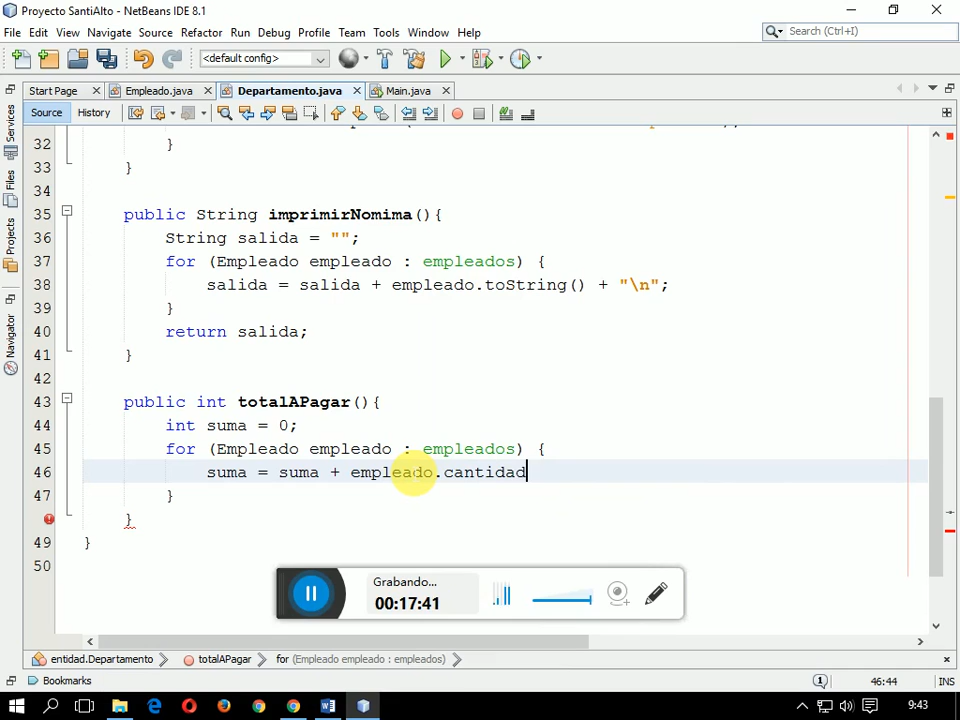 Proyecto SantiAlto - NetBeans IDE 8.1
File Edit View Navigate Source Refactor Run Debug Profile Team Tools Window Help
Search (Ctrl+I)
<default config>
Start Page Empleado.java Departamento.java Main.java
Source History
Services
Files
Projects
Navigator
32 }
33 }
34
35 public String imprimirNomima(){
36 String salida = "";
37 for (Empleado empleado : empleados) {
38 salida = salida + empleado.toString() + "\n";
39 }
40 return salida;
41 }
42
43 public int totalAPagar(){
44 int suma = 0;
45 for (Empleado empleado : empleados) {
46 suma = suma + empleado.cantidad
47 }
}
49 }
50
Grabando...
00:17:41
entidad.Departamento totalAPagar for (Empleado empleado : empleados)
Bookmarks
1 46:44 INS
9:43